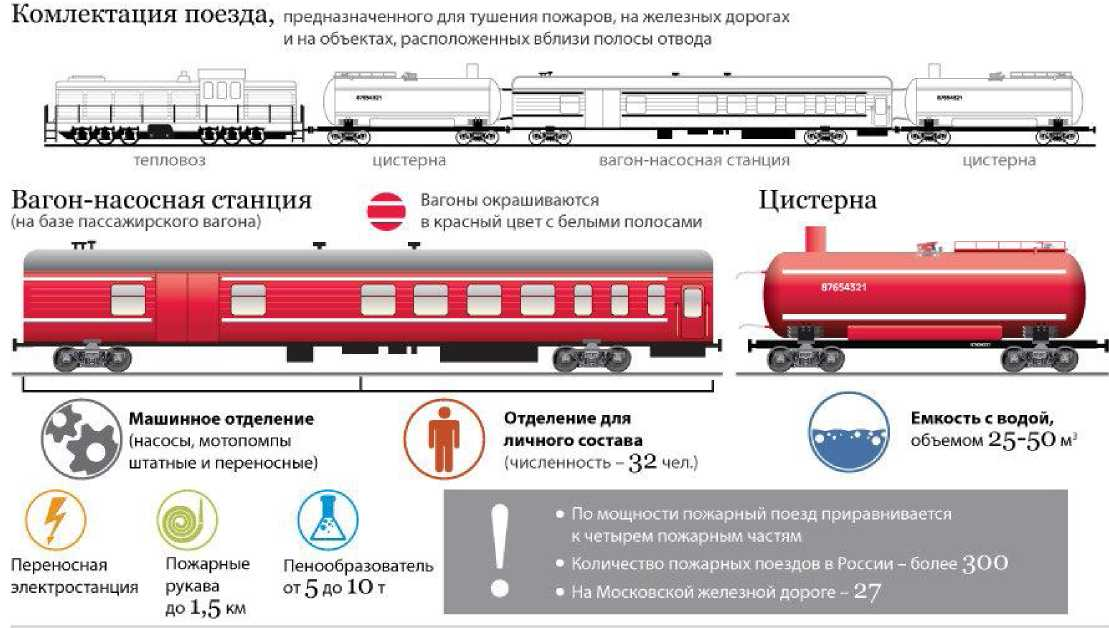 Комлектация поезда, предназначенного для тушения пожаров, на железных дорогах
и на объектах, расположенных вблизи полосы отвода
87654321
87654321
тепловоз
цистерна
вагон-насосная станция
цистерна
Вагон-насосная станция
(на базе пассажирского вагона)
Вагоны окрашиваются
в красный цвет с белыми полосами
Цистерна
87654321
Машинное отделение
(насосы, мотопомпы
штатные и переносные)
Отделение для
личного состава
(численность – 32 чел.)
Емкость с водой,
объемом 25-50 м³
Переносная
электростанция
Пожарные
рукава
до 1,5 км
Пенообразователь
от 5 до 10 т
!
• По мощности пожарный поезд приравнивается
к четырем пожарным частям
• Количество пожарных поездов в России – более 300
• На Московской железной дороге – 27